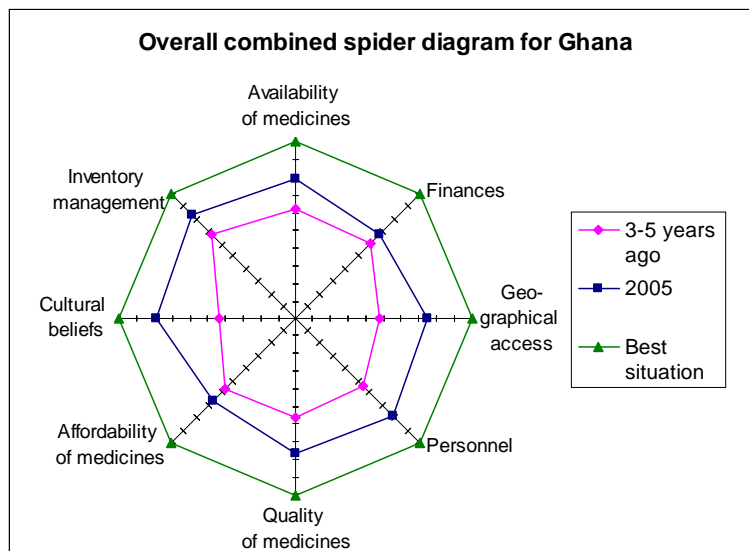 Overall combined spider diagram for Ghana
Availability
of medicines
Inventory
management
Finances
Cultural
beliefs
Geo-
graphical
access
Affordability
of medicines
Personnel
Quality
of medicines
3-5 years
ago
2005
Best
situation